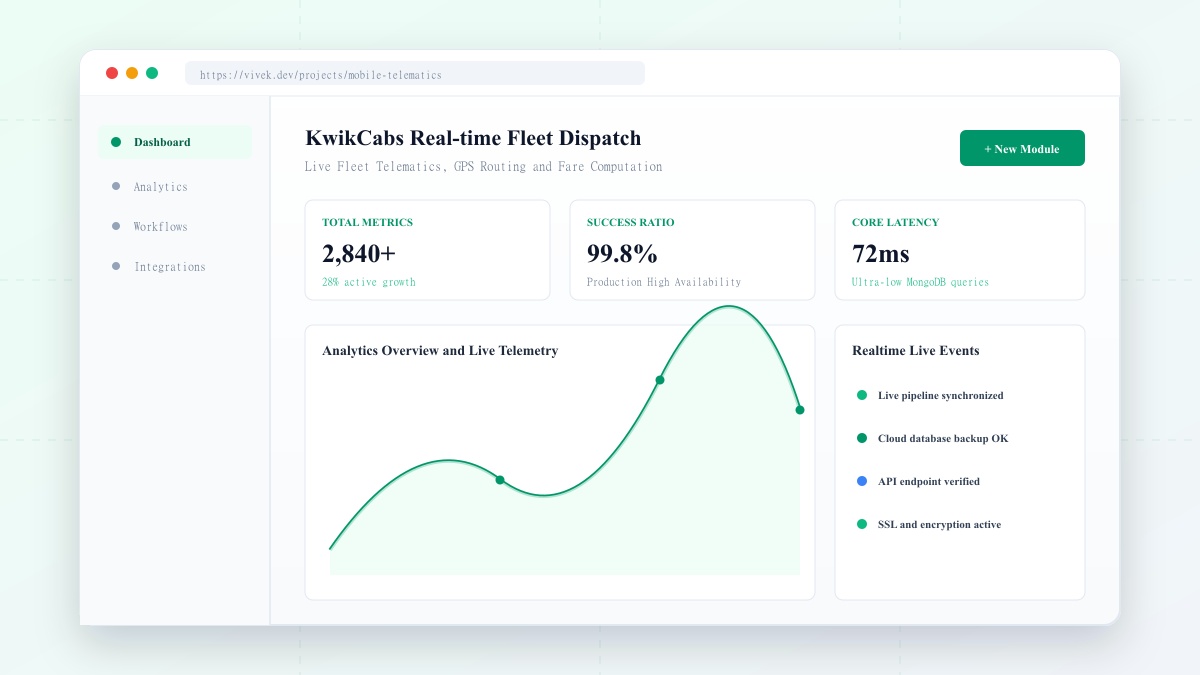 https://vivek.dev/projects/mobile-telematics
Dashboard
Analytics
Workflows
Integrations
KwikCabs Real-time Fleet Dispatch
Live Fleet Telematics, GPS Routing and Fare Computation
+ New Module
TOTAL METRICS
2,840+
28% active growth
SUCCESS RATIO
99.8%
Production High Availability
CORE LATENCY
72ms
Ultra-low MongoDB queries
Analytics Overview and Live Telemetry
Realtime Live Events
Live pipeline synchronized
Cloud database backup OK
API endpoint verified
SSL and encryption active